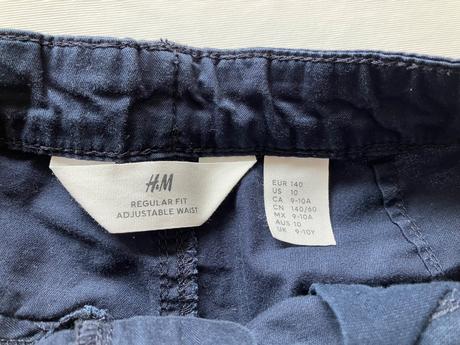 H&M
REGULAR FIT
ADJUSTABLE WAIST
EUR 140
US 10
CA 9-10A
CN 140/60
MX 9-10A
AUS 10
UK 9-10Y